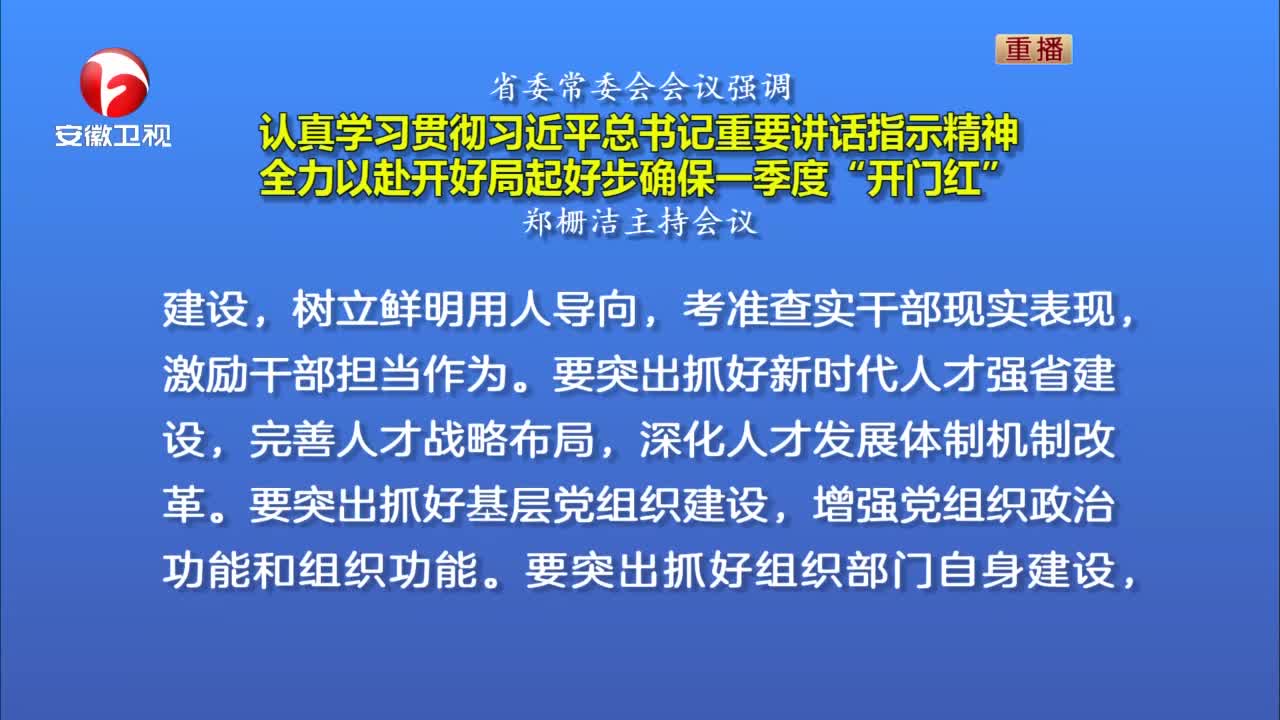 重播
省委常委会会议强调
安徽卫视
认真学习贯彻习近平总书记重要讲话指示精神
全力以赴开好局起好步确保一季度“开门红”
郑栅洁主持会议
建设，树立鲜明用人导向，考准查实干部现实表现，
激励干部担当作为。要突出抓好新时代人才强省建
设，完善人才战略布局，深化人才发展体制机制改
革。要突出抓好基层党组织建设，增强党组织政治
功能和组织功能。要突出抓好组织部门自身建设，